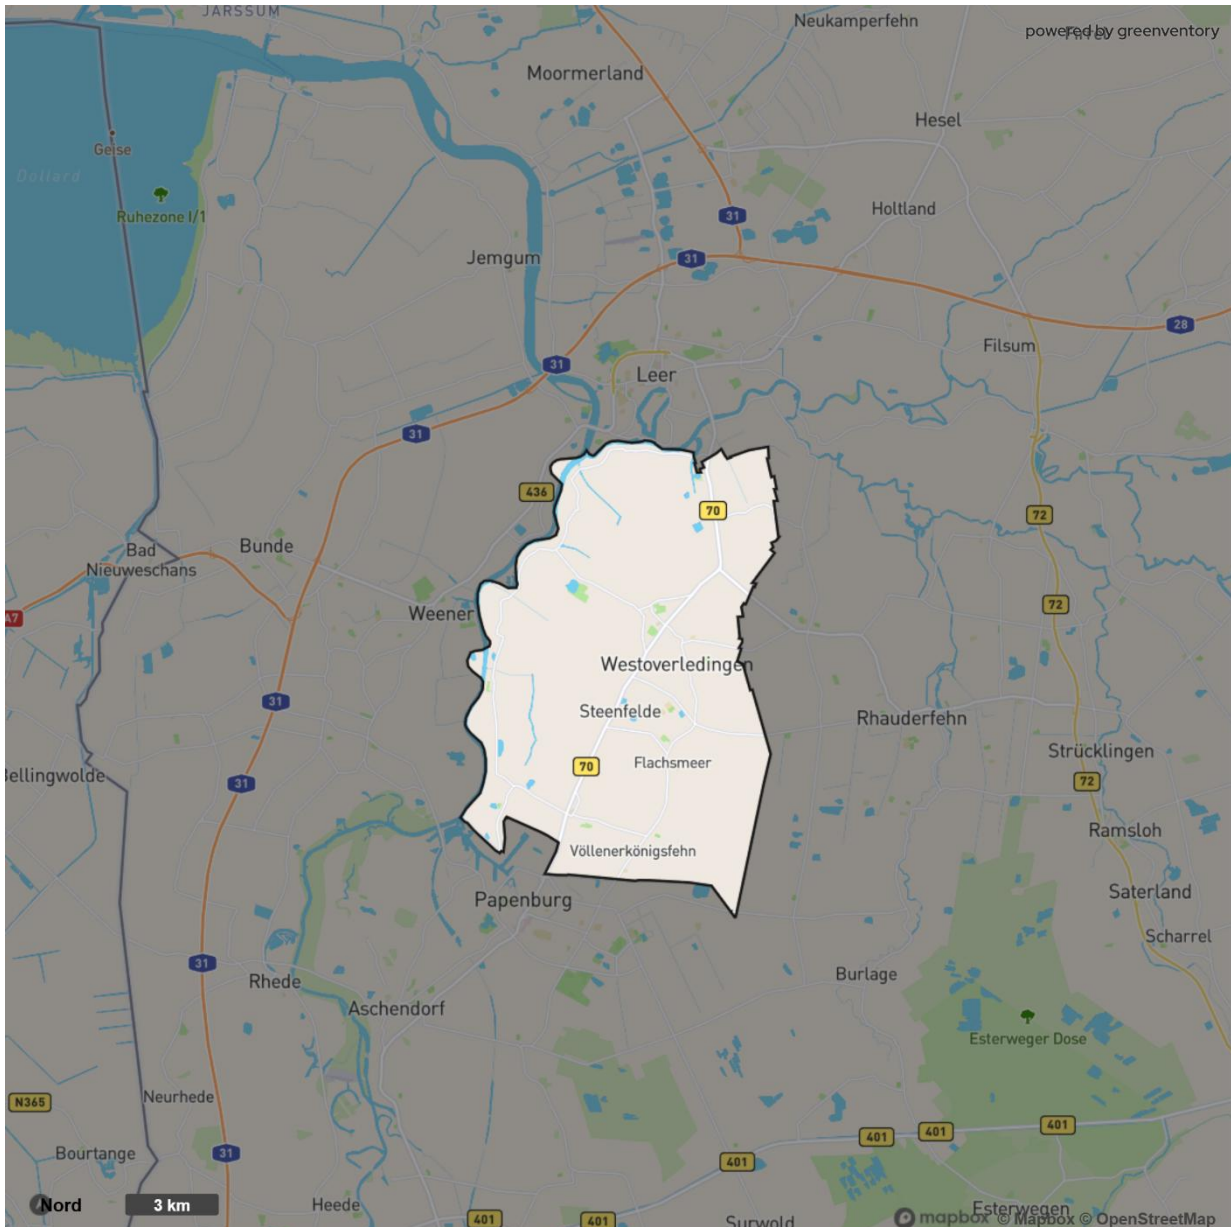 JARSSUM
Neukamperfehn
powered by greenventory
Moormerland
Hesel
Geise
Dollard
Ruhezone I/1
Holtland
31
Jemgum
31
28
Filsum
31
Leer
31
436
70
72
Bad
Nieuweschans
Bunde
72
A7
Weener
Westoverledingen
31
Steenfelde
Rhauderfehn
Strücklingen
70
Flachsmeer
Bellingwolde
31
72
Ramsloh
Völlenerkönigsfehn
Papenburg
Saterland
Scharrel
31
Burlage
Rhede
Aschendorf
Esterweger Dose
Neurhede
N365
401
401
401
Bourtange
31
401
Nord
3 km
Heede
401
401
Surwold
Esterwegen
mapbox © Mapbox © OpenStreetMap